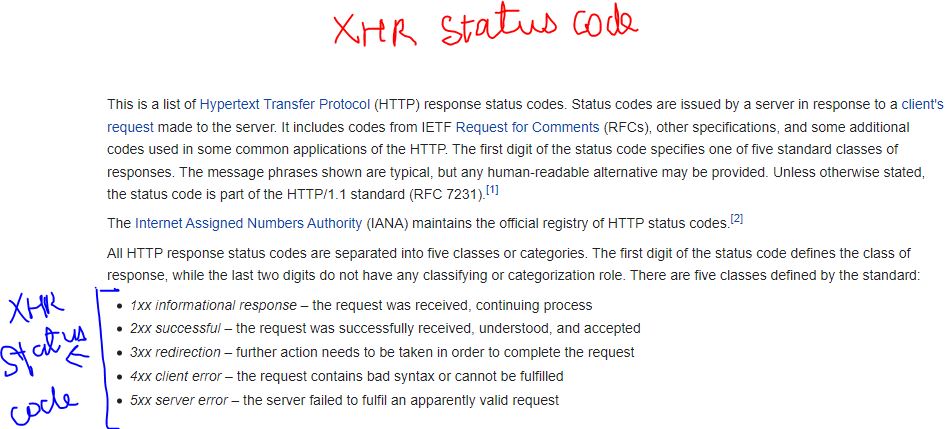 XHR status code
This is a list of Hypertext Transfer Protocol (HTTP) response status codes. Status codes are issued by a server in response to a client's
request made to the server. It includes codes from IETF Request for Comments (RFCs), other specifications, and some additional
codes used in some common applications of the HTTP. The first digit of the status code specifies one of five standard classes of
responses. The message phrases shown are typical, but any human-readable alternative may be provided. Unless otherwise stated,
the status code is part of the HTTP/1.1 standard (RFC 7231).[1]
The Internet Assigned Numbers Authority (IANA) maintains the official registry of HTTP status codes.[2]
All HTTP response status codes are separated into five classes or categories. The first digit of the status code defines the class of
response, while the last two digits do not have any classifying or categorization role. There are five classes defined by the standard:
• 1xx informational response – the request was received, continuing process
• 2xx successful – the request was successfully received, understood, and accepted
• 3xx redirection – further action needs to be taken in order to complete the request
• 4xx client error – the request contains bad syntax or cannot be fulfilled
• 5xx server error – the server failed to fulfil an apparently valid request
XHR
status
code